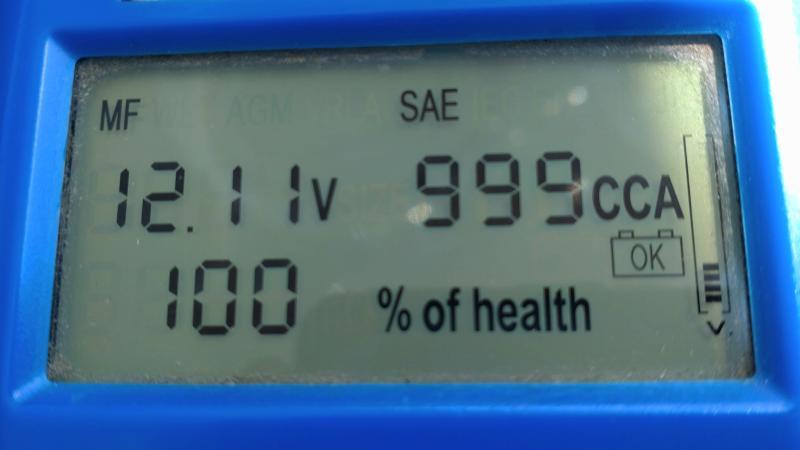 MF SAE
12.11V 999CCA
OK
100 % of health